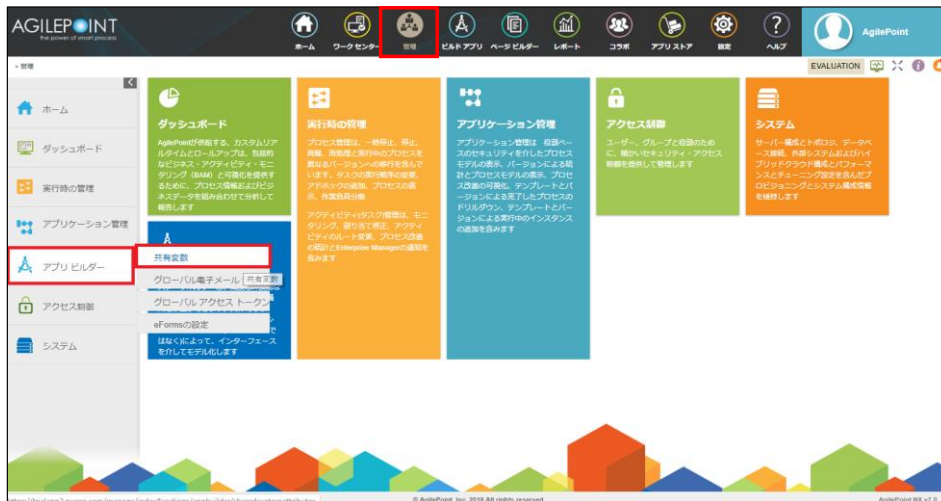 AGILEPOINT
The power of smart process
ホーム
ワークセンター
管理
ビルド アプリ
ページ ビルダー
レポート
コラボ
アプリ ストア
設定
ヘルプ
AgilePoint
> 管理
EVALUATION
ホーム
ダッシュボード
実行時の管理
アプリケーション管理
アプリ ビルダー
アクセス制御
システム
ダッシュボード
AgilePointが供給する、カスタムリア
ルタイムとロールアップは、包括的
なビジネス・アクティビティ・モニ
タリング (BAM) と可視化を提供す
るために、プロセス情報およびビジ
ネスデータを組み合わせて分析して
報告します
実行時の管理
プロセス管理は、一時停止、停止、
再開、再処理と実行中のプロセスを
異なるバージョンへの移行を含んで
います。タスクの実行順序の変更、
アドホックの追加、プロセスの表
示、作業負荷分散
アクティビティ(タスク)管理は、モニ
タリング、割り当て修正、アクティ
ビティのルート変更、プロセス改善
の統計とEnterprise Managerの通知を
含みます
アプリケーション管理
アプリケーション管理は 役割ベー
スのセキュリティを介したプロセス
モデルの表示、バージョンによる統
計とプロセスモデルの表示、プロセ
ス改善の可視化、テンプレートとバ
ージョンによる完了したプロセスの
ドリルダウン、テンプレートとバー
ジョンによる実行中のインスタンス
の追加を含みます
アクセス制御
ユーザー、グループと役割のため
に、細かいセキュリティ・アクセス
制御を提供して管理します
システム
サーバー構成とトポロジ、データベ
ース接続、外部システムおよびハイ
ブリッドクラウド構成とパフォーマ
ンスとチューニング設定を含んだプ
ロビジョニングとシステム構成情報
を維持します
共有変数
グローバル電子メール
共有変数
グローバル アクセス トークン
eFormsの設定
はなく)によって、インターフェース
を介してモデル化します
© AgilePoint, Inc. 2018 All rights reserved
AgilePoint NX v7.0